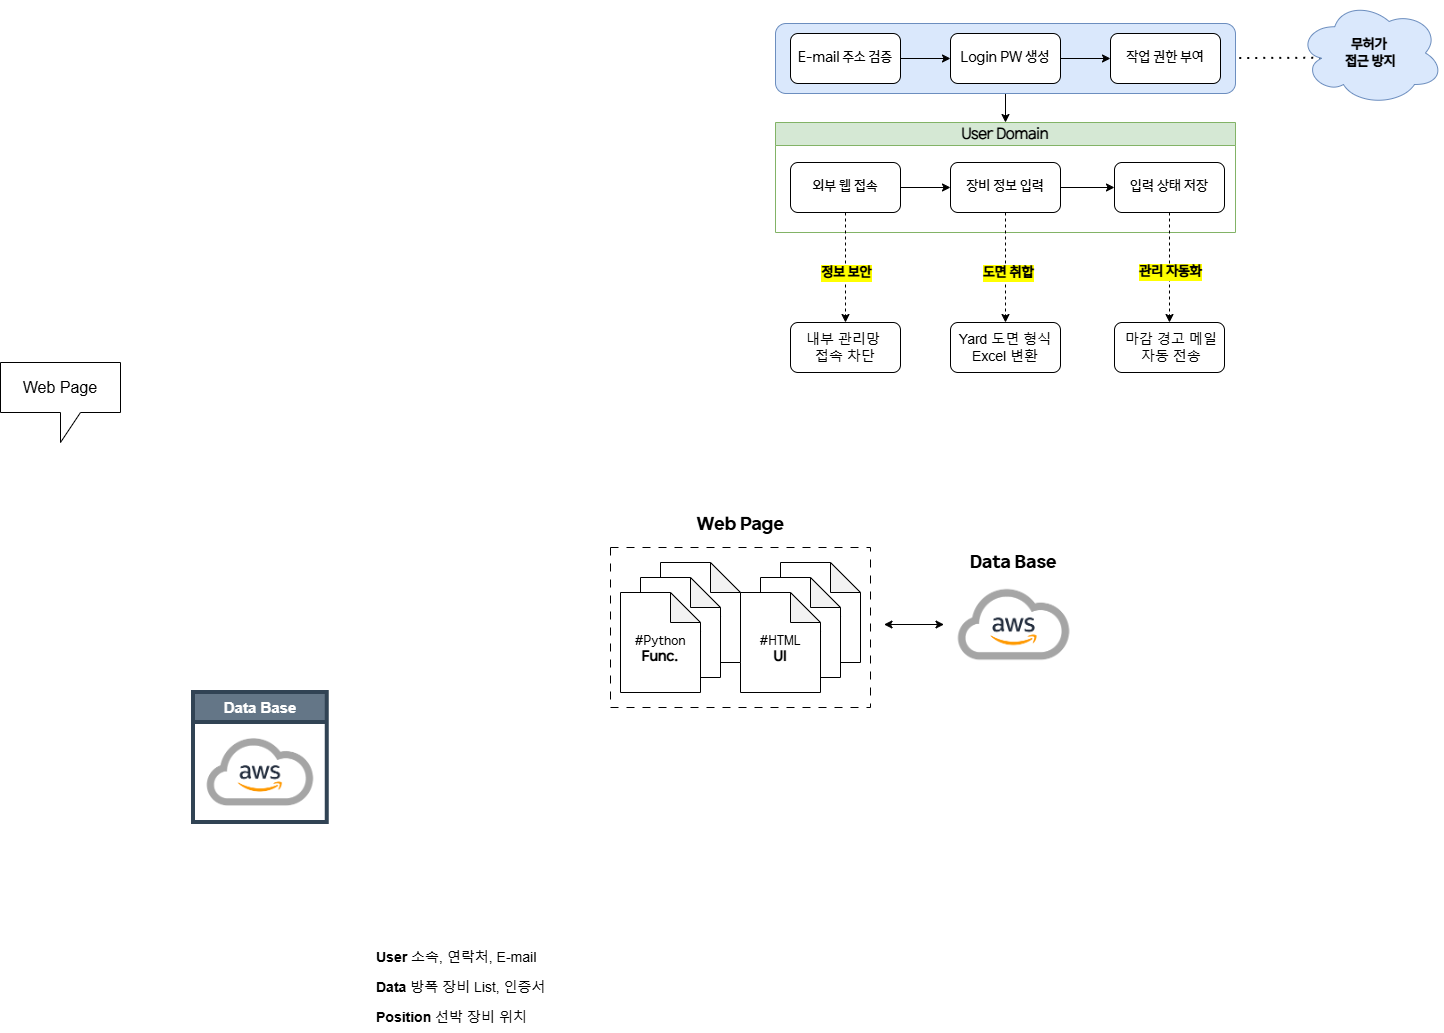 E-mail 주소 검증
Login PW 생성
작업 권한 부여
무허가
접근 방지
User Domain
외부 웹 접속
장비 정보 입력
입력 상태 저장
정보 보안
도면 취합
관리 자동화
내부 관리망
접속 차단
Yard 도면 형식
Excel 변환
마감 경고 메일
자동 전송
Web Page
Web Page
#Python
Func.
#HTML
UI
Data Base
aws
Data Base
aws
User 소속, 연락처, E-mail
Data 방폭 장비 List, 인증서
Position 선박 장비 위치